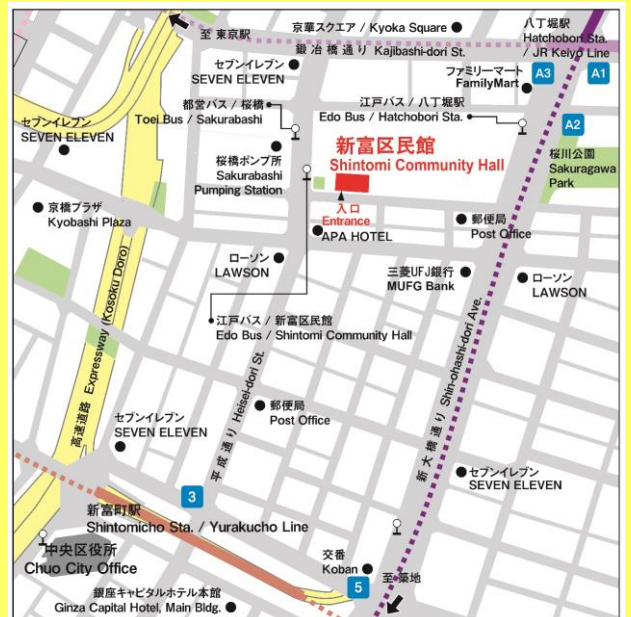 至 東京駅
京華スクエア / Kyoka Square
鍛冶橋通り Kajibashi-dori St.
八丁堀駅
Hatchobori Sta.
/ JR Keiyo Line
セブンイレブン
SEVEN ELEVEN
ファミリーマート
FamilyMart
A3
A1
都営バス / 桜橋
Toei Bus / Sakurabashi
江戸バス / 八丁堀駅
Edo Bus / Hatchobori Sta.
セブンイレブン
SEVEN ELEVEN
A2
新富区民館
Shintomi Community Hall
桜橋ポンプ所
Sakurabashi
Pumping Station
桜川公園
Sakuragawa
Park
京橋プラザ
Kyobashi Plaza
入口
Entrance
APA HOTEL
郵便局
Post Office
ローソン
LAWSON
三菱UFJ銀行
MUFG Bank
ローソン
LAWSON
江戸バス / 新富区民館
Edo Bus / Shintomi Community Hall
高速道路 Expressway (Kosoku Doro)
平成通り Heisei-dori St.
新大橋通り Shin-ohashi-dori Ave.
郵便局
Post Office
セブンイレブン
SEVEN ELEVEN
セブンイレブン
SEVEN ELEVEN
3
新富町駅
Shintomicho Sta. / Yurakucho Line
中央区役所
Chuo City Office
交番
Koban
5
至 築地
銀座キャピタルホテル本館
Ginza Capital Hotel, Main Bldg.